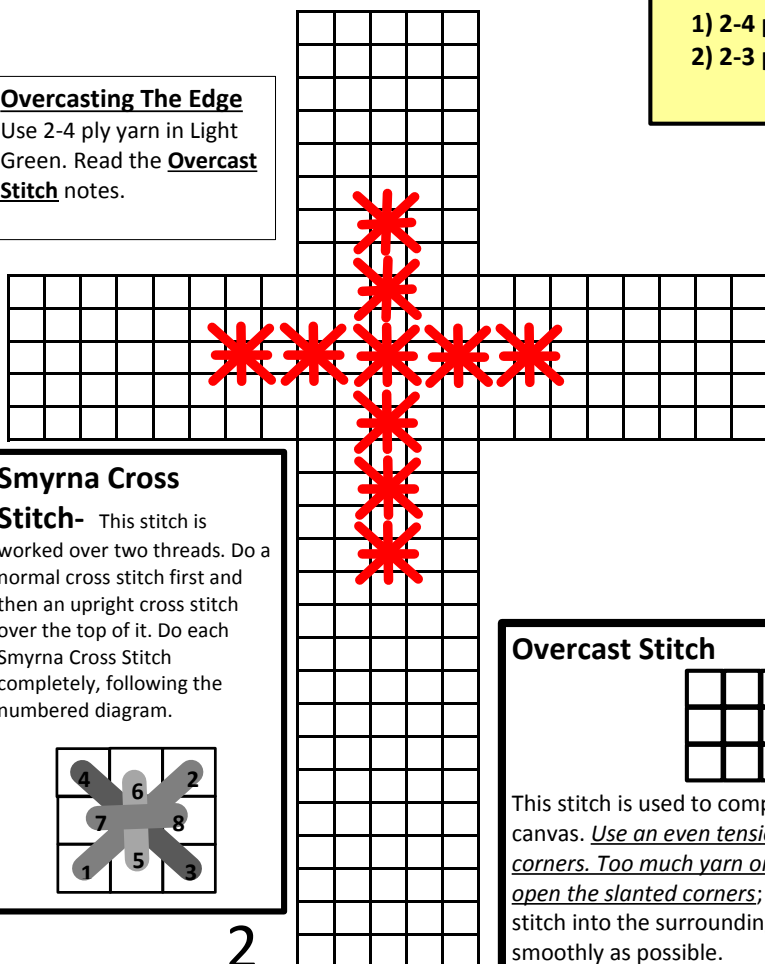 1) 2-4 p
2) 2-3 p
Overcasting The Edge
Use 2-4 ply yarn in Light
Green. Read the Overcast
Stitch notes.
Smyrna Cross
Stitch- This stitch is
worked over two threads. Do a
normal cross stitch first and
then an upright cross stitch
over the top of it. Do each
Smyrna Cross Stitch
completely, following the
numbered diagram.
4 6 2
7 8
1 5 3
2
Overcast Stitch
This stitch is used to comp
canvas. Use an even tensi
corners. Too much yarn o
open the slanted corners;
stitch into the surroundin
smoothly as possible.